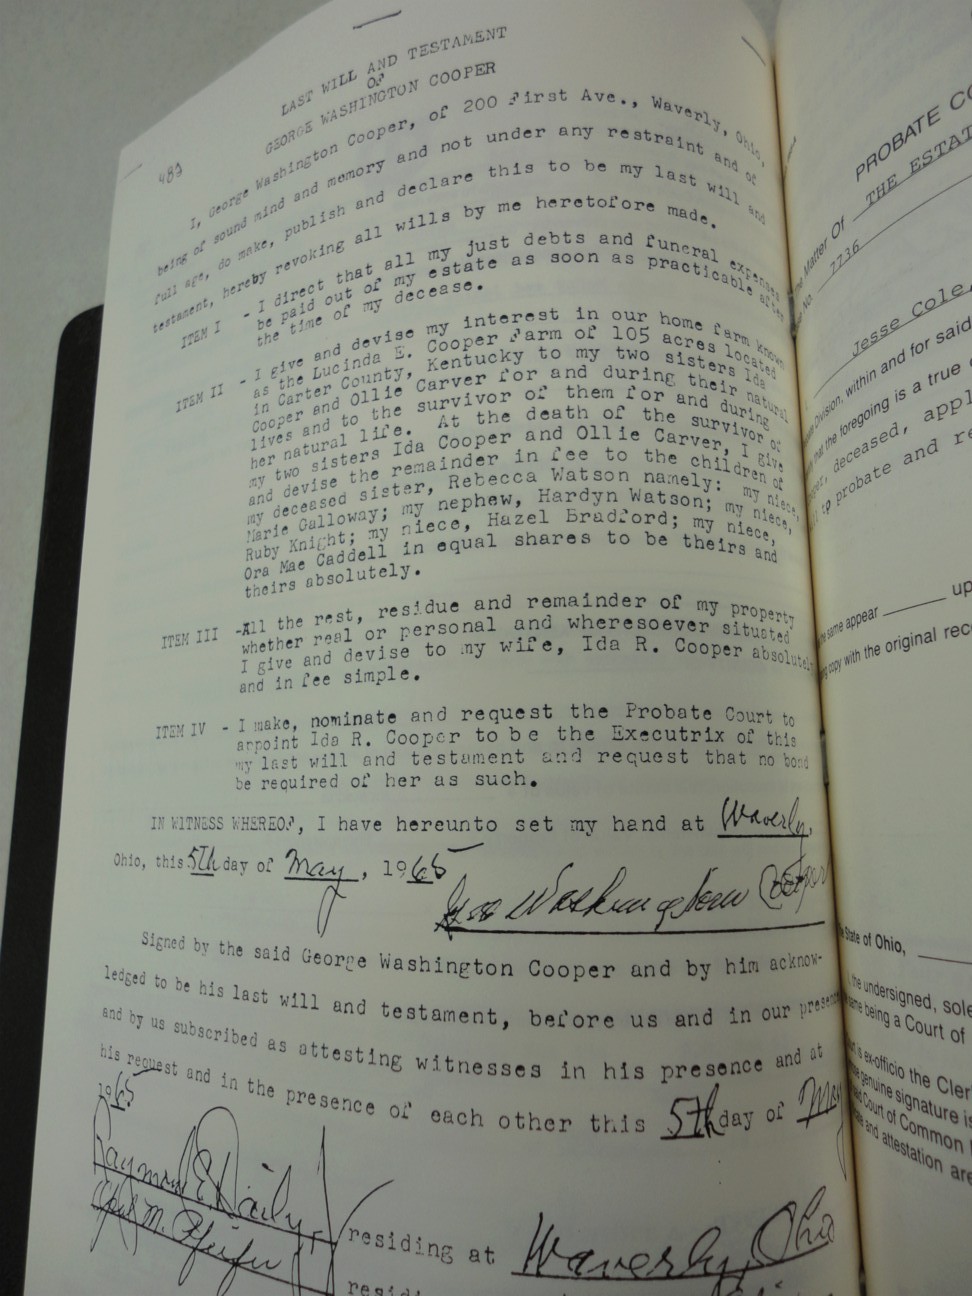 LAST WILL AND TESTAMENT
OF
GEORGE WASHINGTON COOPER
489
I, George Washington Cooper, of 200 First Ave., Waverly, Ohio,
being of sound mind and memory and not under any restraint and of
full age, do make, publish and declare this to be my last will and
testament, hereby revoking all wills by me heretofore made.
ITEM I - I direct that all my just debts and funeral expenses
be paid out of my estate as soon as practicable after
the time of my decease.
ITEM II - I give and devise my interest in our home farm known
as the Lucinda E. Cooper Farm of 105 acres located
in Carter County, Kentucky to my two sisters Ida
Cooper and Ollie Carver for and during their natural
lives and to the survivor of them for and during
her natural life. At the death of the survivor of
my two sisters Ida Cooper and Ollie Carver, I give
and devise the remainder in fee to the children of
my deceased sister, Rebecca Watson namely: my niece,
Marie Galloway; my nephew, Hardyn Watson; my niece,
Ruby Knight; my niece, Hazel Bradford; my niece,
Ora Mae Caddell in equal shares to be theirs and
theirs absolutely.
ITEM III -All the rest, residue and remainder of my property
whether real or personal and wheresoever situated
I give and devise to my wife, Ida R. Cooper absolutely
and in fee simple.
ITEM IV - I make, nominate and request the Probate Court to
appoint Ida R. Cooper to be the Executrix of this
my last will and testament and request that no bond
be required of her as such.
IN WITNESS WHEREOF, I have hereunto set my hand at Waverly,
Ohio, this 5th day of May, 1965
Geo Washington Cooper
Signed by the said George Washington Cooper and by him acknow-
ledged to be his last will and testament, before us and in our presence
and by us subscribed as attesting witnesses in his presence and at
his request and in the presence of each other this 5th day of May
1965
Raymond E. Daily residing at Waverly, Ohio
M. Pfeifer
PROBATE CO
THE ESTAT
Matter Of
No. 7736
Jesse Cole,
Division, within and for said
that the foregoing is a true
deceased, appl
to probate and re
the same appear up
copy with the original reco
State of Ohio,
the undersigned, sole
same being a Court of
is ex-officio the Cler
genuine signature is
Court of Common
and attestation are